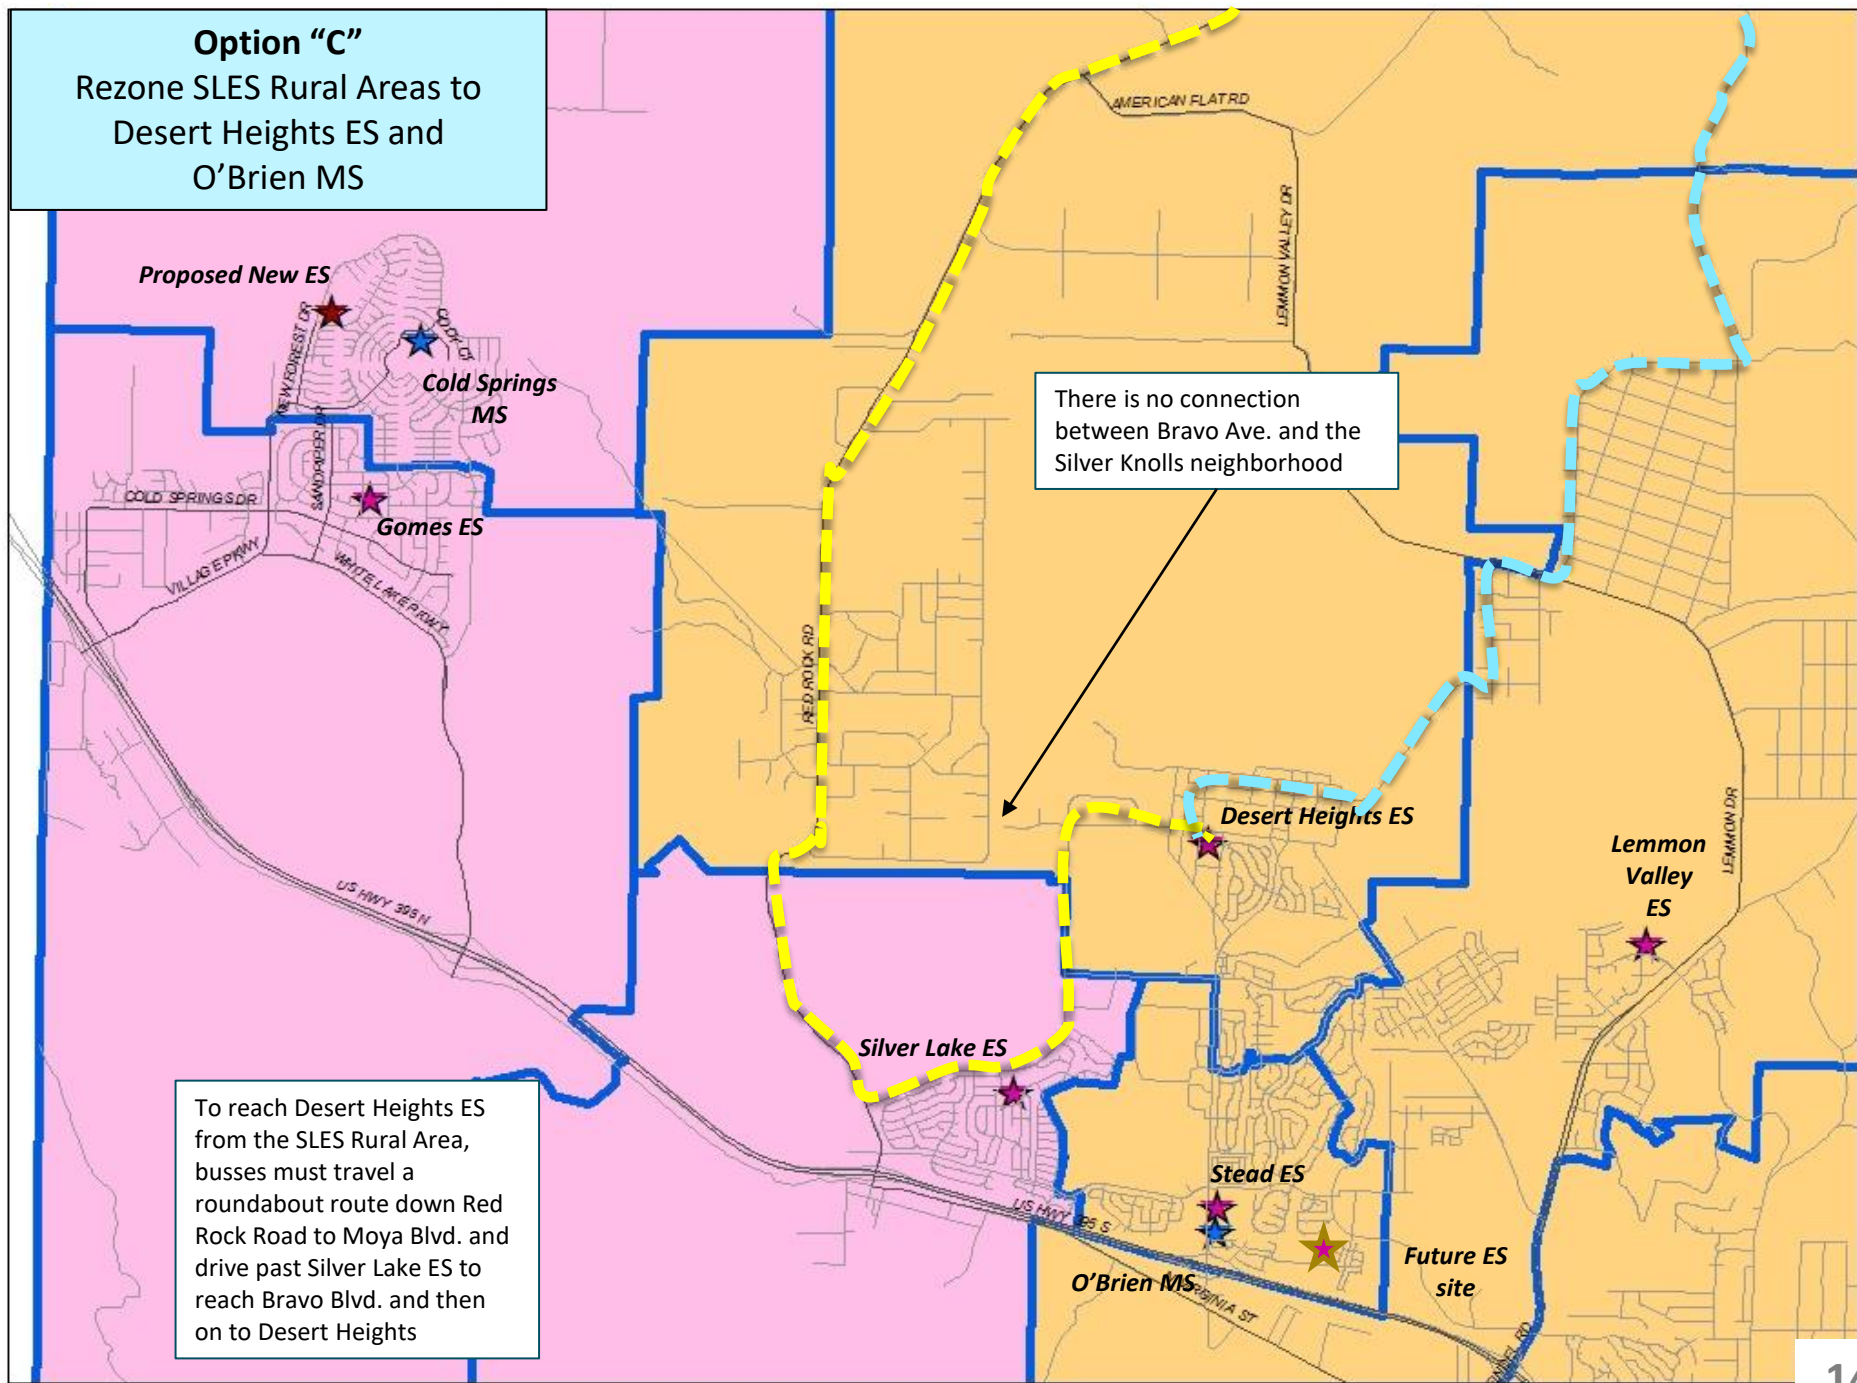 Option “C”
Rezone SLES Rural Areas to
Desert Heights ES and
O’Brien MS
AMERICAN FLAT RD
LEMMON VALLEY DR
Proposed New ES
NEW FOREST DR
CODY CT
Cold Springs
MS
There is no connection
between Bravo Ave. and the
Silver Knolls neighborhood
SANDPIPER DR
COLD SPRINGS DR
Gomes ES
VILLAGE PKWY
WHITE LAKE PKWY
RED ROCK RD
Desert Heights ES
LEMMON DR
Lemmon
Valley
ES
US HWY 395 N
Silver Lake ES
To reach Desert Heights ES
from the SLES Rural Area,
busses must travel a
roundabout route down Red
Rock Road to Moya Blvd. and
drive past Silver Lake ES to
reach Bravo Blvd. and then
on to Desert Heights
Stead ES
US HWY 395 S
O’Brien MS
VIRGINIA ST
Future ES
site
RD